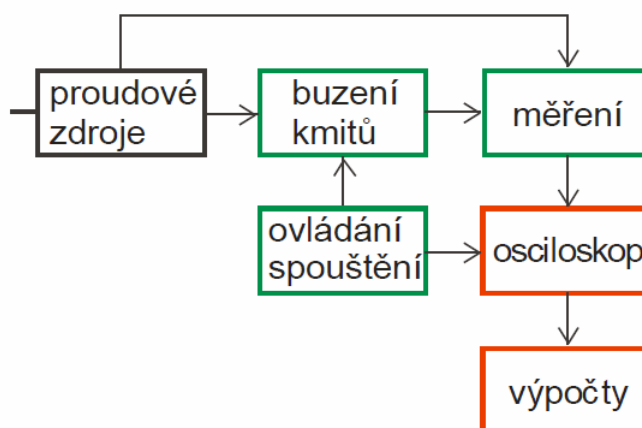 proudové
zdroje
buzení
kmitů
měření
ovládání
spouštění
osciloskop
výpočty